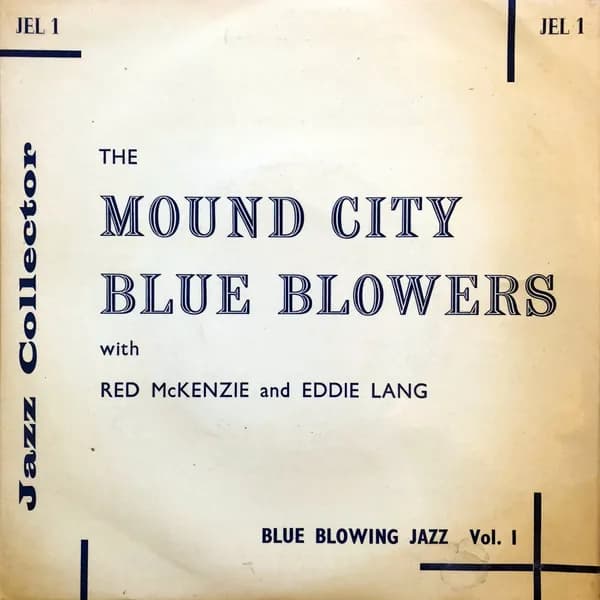 JEL 1
JEL 1
Jazz Collector
THE
MOUND CITY
BLUE BLOWERS
with
RED McKENZIE and EDDIE LANG
BLUE BLOWING JAZZ Vol. 1